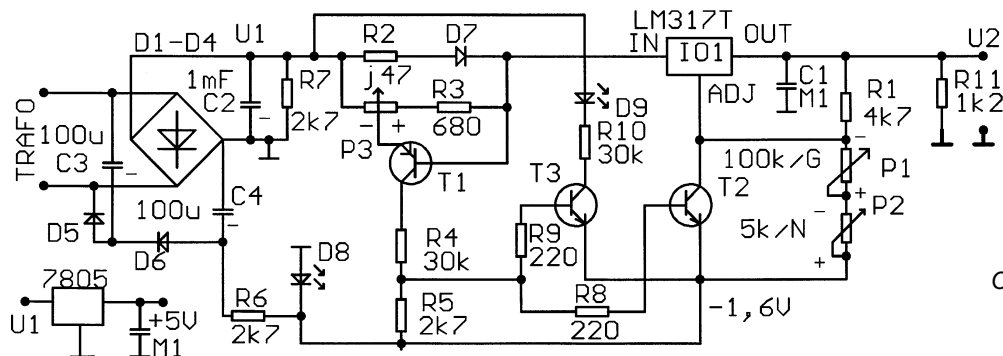 LM317T
D1-D4
U1
R2
D7
IN
IO1
OUT
U2
1mF
C2
R7
j47
R3
D9
ADJ
C1
M1
R1
4k7
R11
1k2
TRAFO
100u
C3
-
-
2k7
- +
680
P3
R10
30k
-
100k/G
P1
T1
T3
T2
+
-
P2
D5
100u
C4
-
R4
30k
R9
220
5k/N
+
D6
D8
7805
U1
+5V
M1
R6
2k7
R5
2k7
R8
220
-1,6V